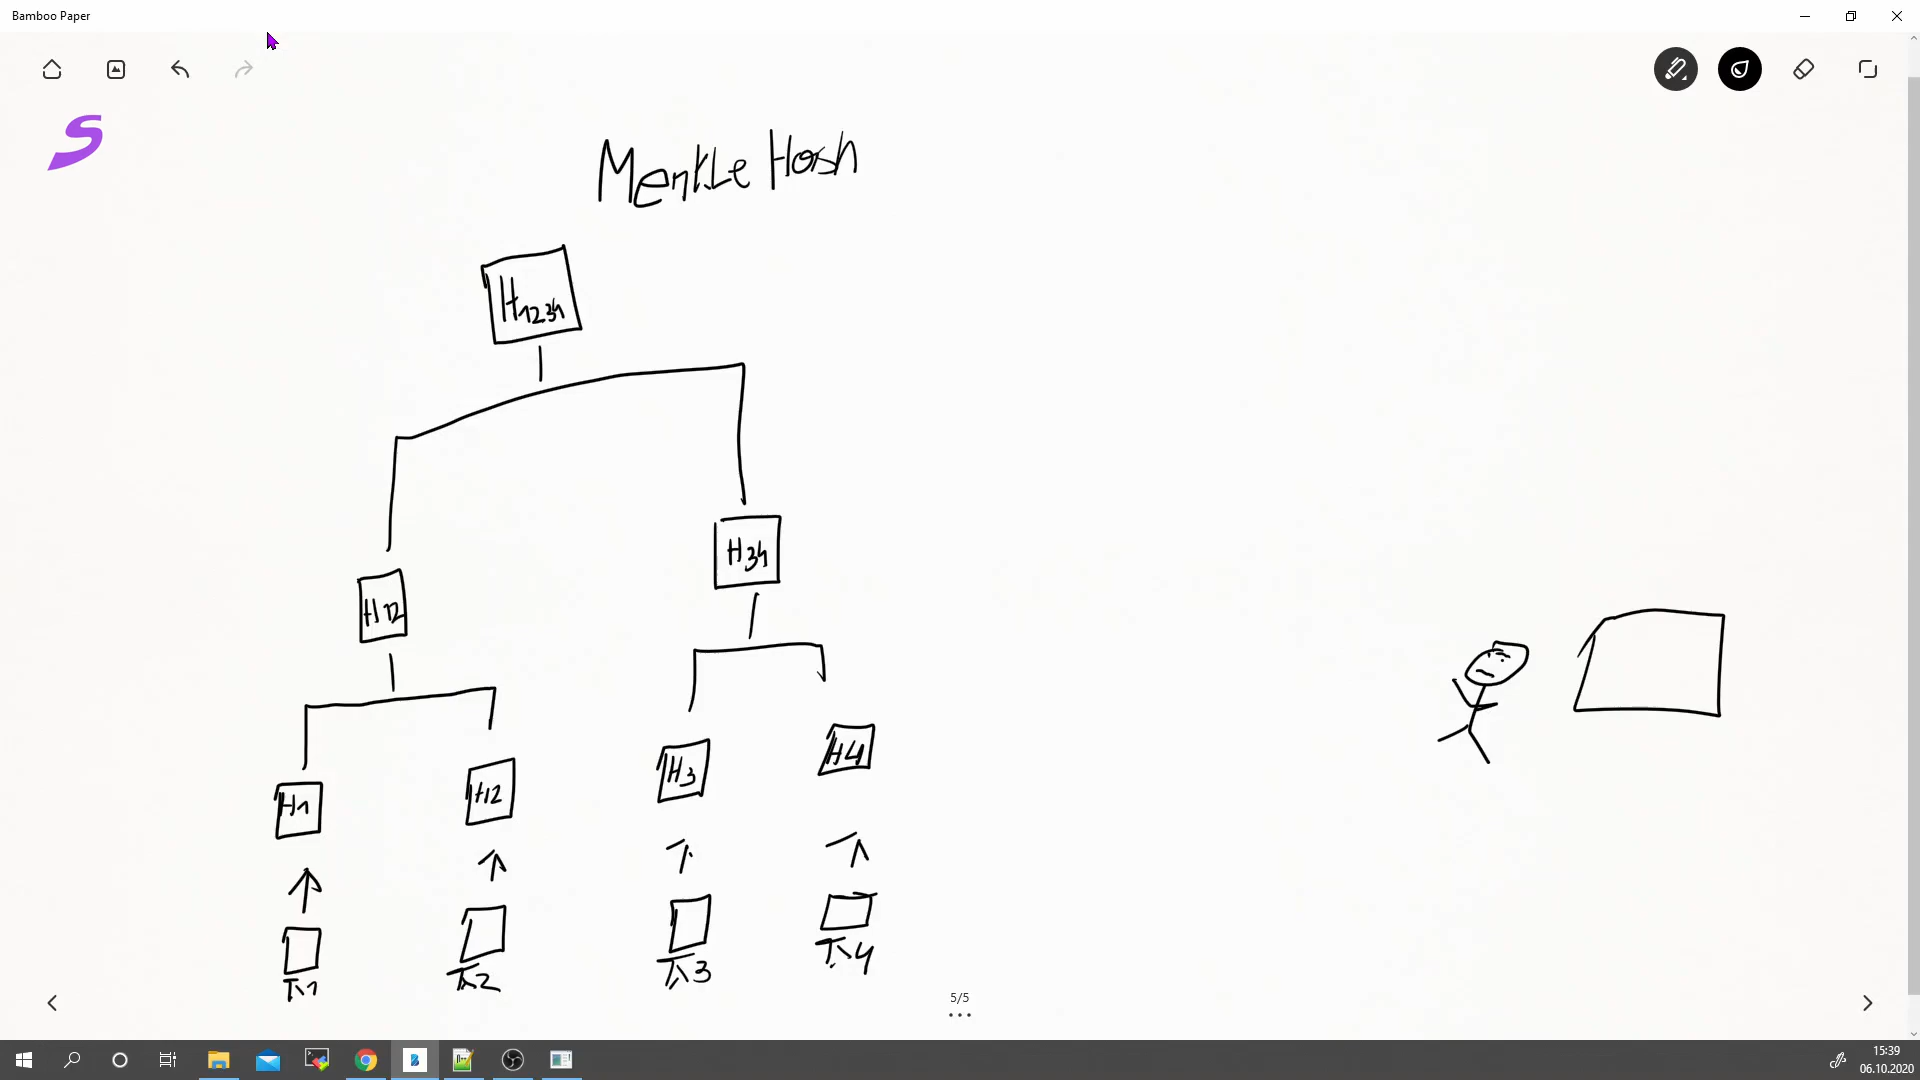 Bamboo Paper
S
Merkle Hash
H1234
H34
H12
H1
H12
H3
H4
Tx1
Tx2
Tx3
Tx4
5/5
B
15:39
06.10.2020